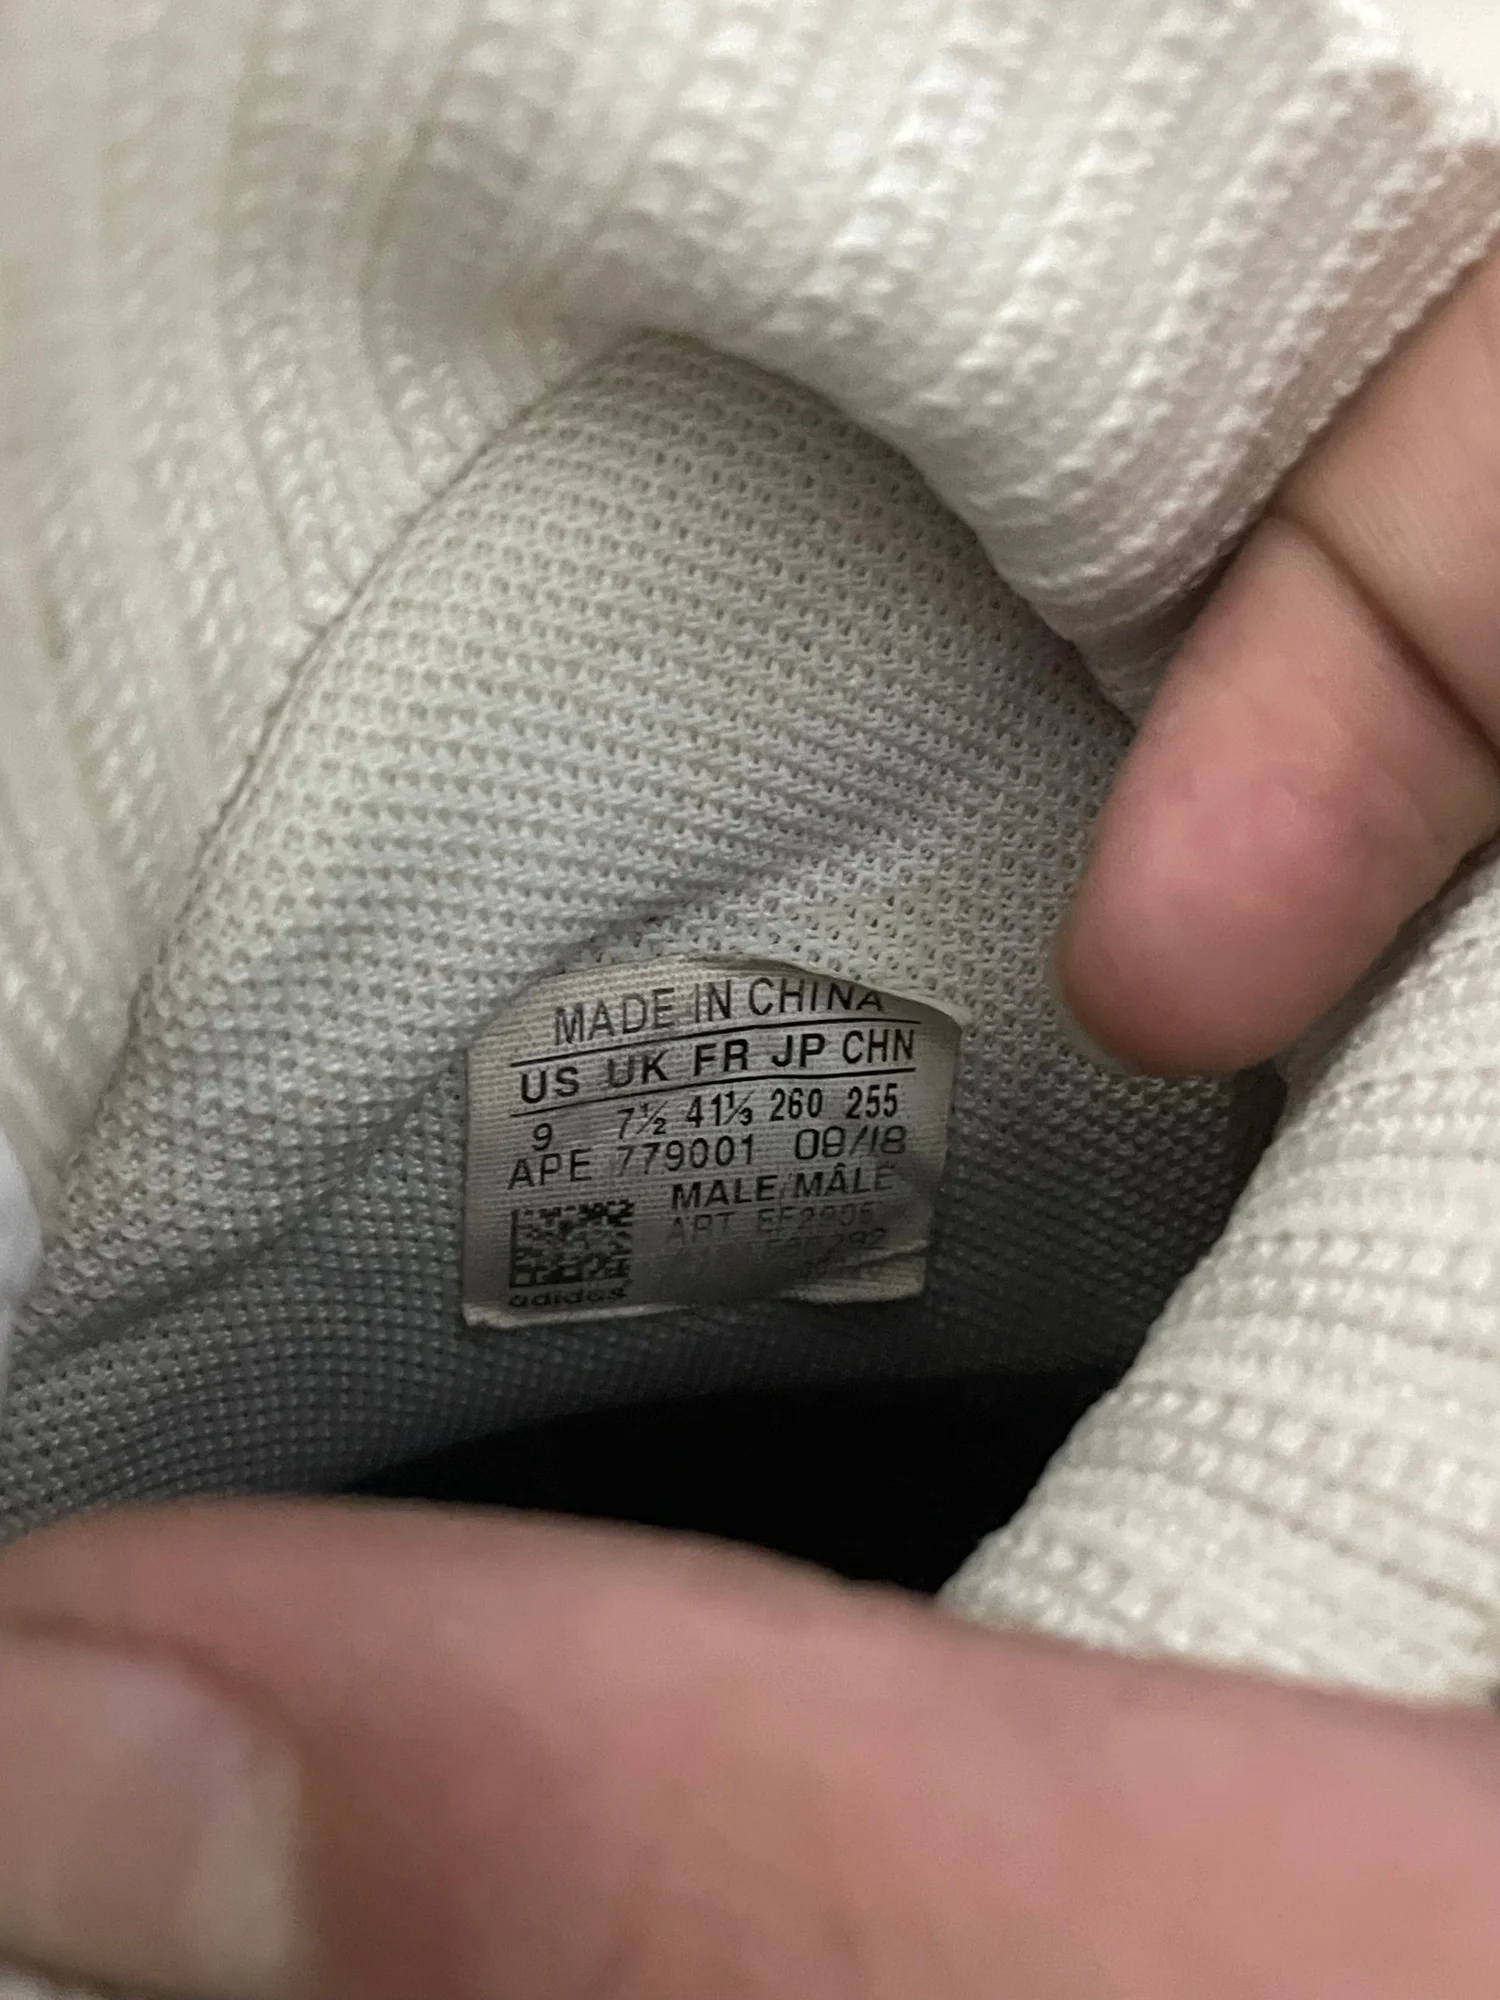 MADE IN CHINA
US UK FR JP CHN
9 7½ 41⅓ 260 255
APE 779001 08/18
MALE/MÂLE
ART
adidas